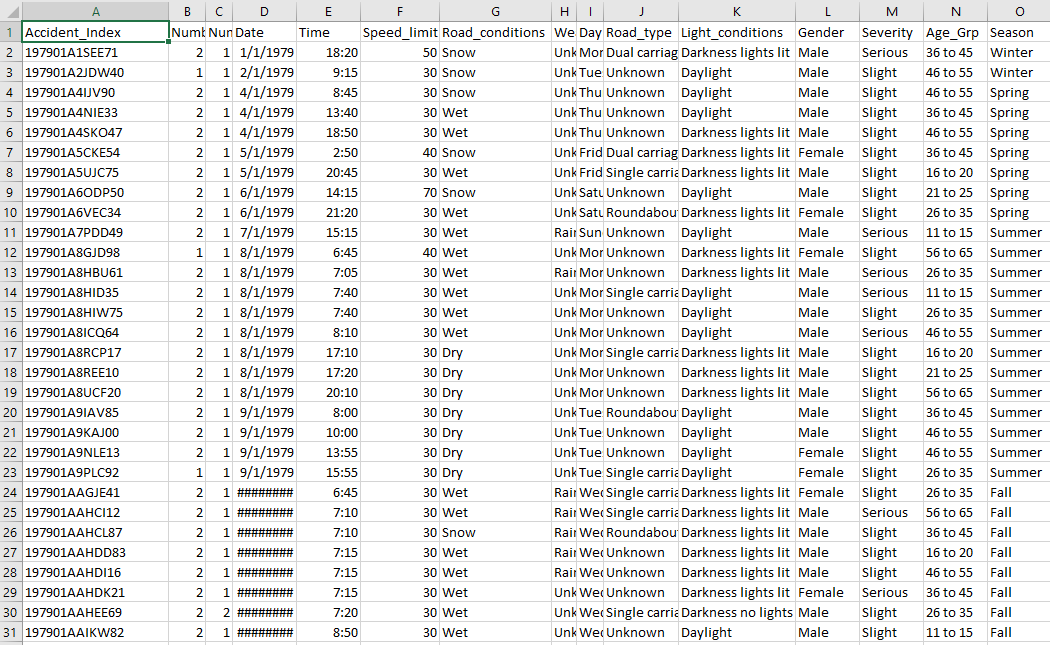 A B C D E F G H I J K L M N O
1 Accident_Index Numb Num Date Time Speed_limit Road_conditions We Day Road_type Light_conditions Gender Severity Age_Grp Season
2 197901A1SEE71 2 1 1/1/1979 18:20 50 Snow Unk Mon Dual carriag Darkness lights lit Male Serious 36 to 45 Winter
3 197901A2JDW40 1 1 2/1/1979 9:15 30 Snow Unk Tue Unknown Daylight Male Slight 46 to 55 Winter
4 197901A4IJV90 2 1 4/1/1979 8:45 30 Snow Unk Thu Unknown Daylight Male Slight 46 to 55 Spring
5 197901A4NIE33 2 1 4/1/1979 13:40 30 Wet Unk Thu Unknown Daylight Male Slight 36 to 45 Spring
6 197901A4SKO47 2 1 4/1/1979 18:50 30 Wet Unk Thu Unknown Darkness lights lit Male Slight 46 to 55 Spring
7 197901A5CKE54 2 1 5/1/1979 2:50 40 Snow Unk Frid Dual carriag Darkness lights lit Female Slight 36 to 45 Spring
8 197901A5UJC75 2 1 5/1/1979 20:45 30 Wet Unk Frid Single carria Darkness lights lit Male Slight 16 to 20 Spring
9 197901A6ODP50 2 1 6/1/1979 14:15 70 Snow Unk Satu Unknown Daylight Male Slight 21 to 25 Spring
10 197901A6VEC34 2 1 6/1/1979 21:20 30 Wet Unk Satu Roundabou Darkness lights lit Female Slight 26 to 35 Spring
11 197901A7PDD49 2 1 7/1/1979 15:15 30 Wet Rain Sun Unknown Daylight Male Serious 11 to 15 Summer
12 197901A8GJD98 1 1 8/1/1979 6:45 40 Wet Unk Mon Unknown Darkness lights lit Female Slight 56 to 65 Summer
13 197901A8HBU61 2 1 8/1/1979 7:05 30 Wet Rain Mon Unknown Darkness lights lit Male Serious 26 to 35 Summer
14 197901A8HID35 2 1 8/1/1979 7:40 30 Wet Unk Mon Single carria Daylight Male Serious 11 to 15 Summer
15 197901A8HIW75 2 1 8/1/1979 7:40 30 Wet Unk Mon Unknown Daylight Male Slight 26 to 35 Summer
16 197901A8ICQ64 2 1 8/1/1979 8:10 30 Wet Unk Mon Unknown Daylight Male Serious 46 to 55 Summer
17 197901A8RCP17 2 1 8/1/1979 17:10 30 Dry Unk Mon Single carria Darkness lights lit Male Slight 16 to 20 Summer
18 197901A8REE10 2 1 8/1/1979 17:20 30 Dry Unk Mon Unknown Darkness lights lit Male Slight 21 to 25 Summer
19 197901A8UCF20 2 1 8/1/1979 20:10 30 Dry Unk Mon Unknown Darkness lights lit Male Slight 56 to 65 Summer
20 197901A9IAV85 2 1 9/1/1979 8:00 30 Dry Unk Tue Roundabou Daylight Male Slight 36 to 45 Summer
21 197901A9KAJ00 2 1 9/1/1979 10:00 30 Dry Unk Tue Unknown Daylight Male Slight 46 to 55 Summer
22 197901A9NLE13 2 1 9/1/1979 13:55 30 Dry Unk Tue Unknown Daylight Female Slight 46 to 55 Summer
23 197901A9PLC92 1 1 9/1/1979 15:55 30 Dry Unk Tue Single carria Daylight Female Slight 26 to 35 Summer
24 197901AAGJE41 2 1 ######## 6:45 30 Wet Rain Wed Single carria Darkness lights lit Female Slight 26 to 35 Fall
25 197901AAHCI12 2 1 ######## 7:10 30 Wet Rain Wed Single carria Darkness lights lit Male Serious 56 to 65 Fall
26 197901AAHCL87 2 1 ######## 7:10 30 Snow Rain Wed Roundabou Darkness lights lit Male Slight 36 to 45 Fall
27 197901AAHDD83 2 1 ######## 7:15 30 Wet Rain Wed Unknown Darkness lights lit Male Slight 16 to 20 Fall
28 197901AAHDI16 2 1 ######## 7:15 30 Wet Rain Wed Unknown Darkness lights lit Male Slight 46 to 55 Fall
29 197901AAHDK21 2 1 ######## 7:15 30 Wet Unk Wed Unknown Darkness lights lit Female Serious 36 to 45 Fall
30 197901AAHEE69 2 2 ######## 7:20 30 Wet Unk Wed Single carria Darkness no lights Male Slight 26 to 35 Fall
31 197901AAIKW82 2 1 ######## 8:50 30 Wet Unk Wed Unknown Daylight Male Slight 11 to 15 Fall